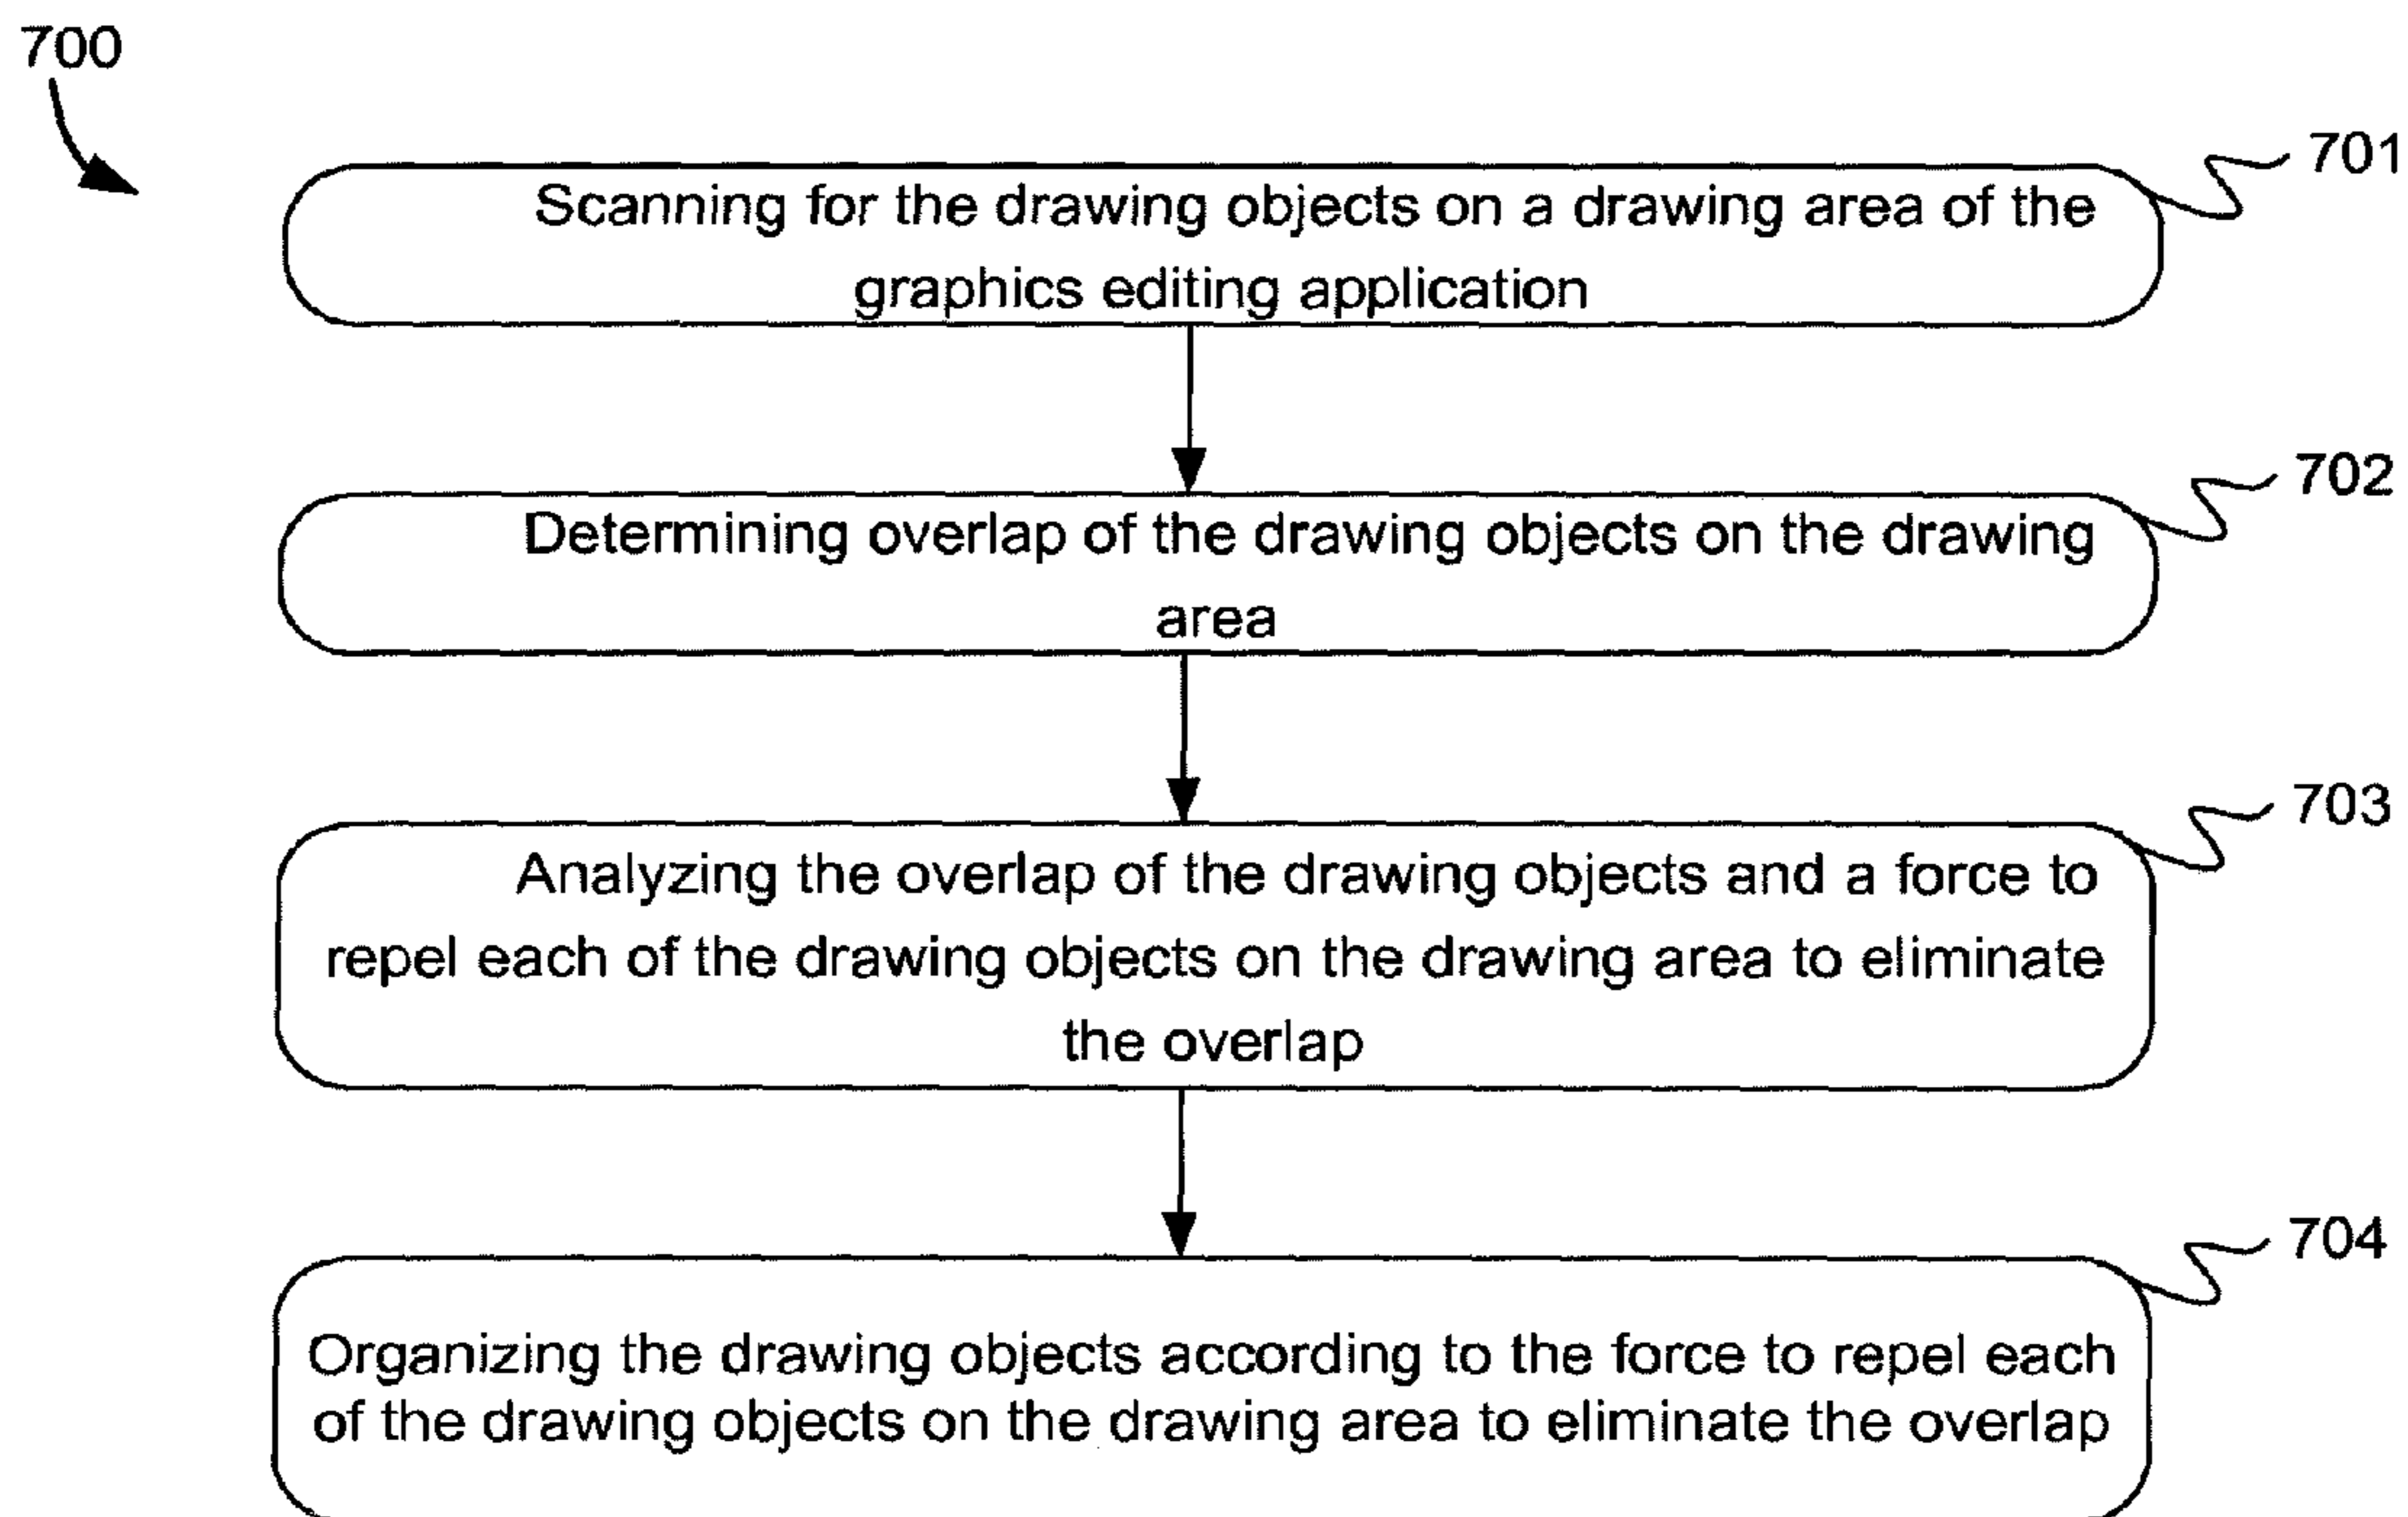 700
701
Scanning for the drawing objects on a drawing area of the
graphics editing application
702
Determining overlap of the drawing objects on the drawing
area
703
Analyzing the overlap of the drawing objects and a force to
repel each of the drawing objects on the drawing area to eliminate
the overlap
704
Organizing the drawing objects according to the force to repel each
of the drawing objects on the drawing area to eliminate the overlap